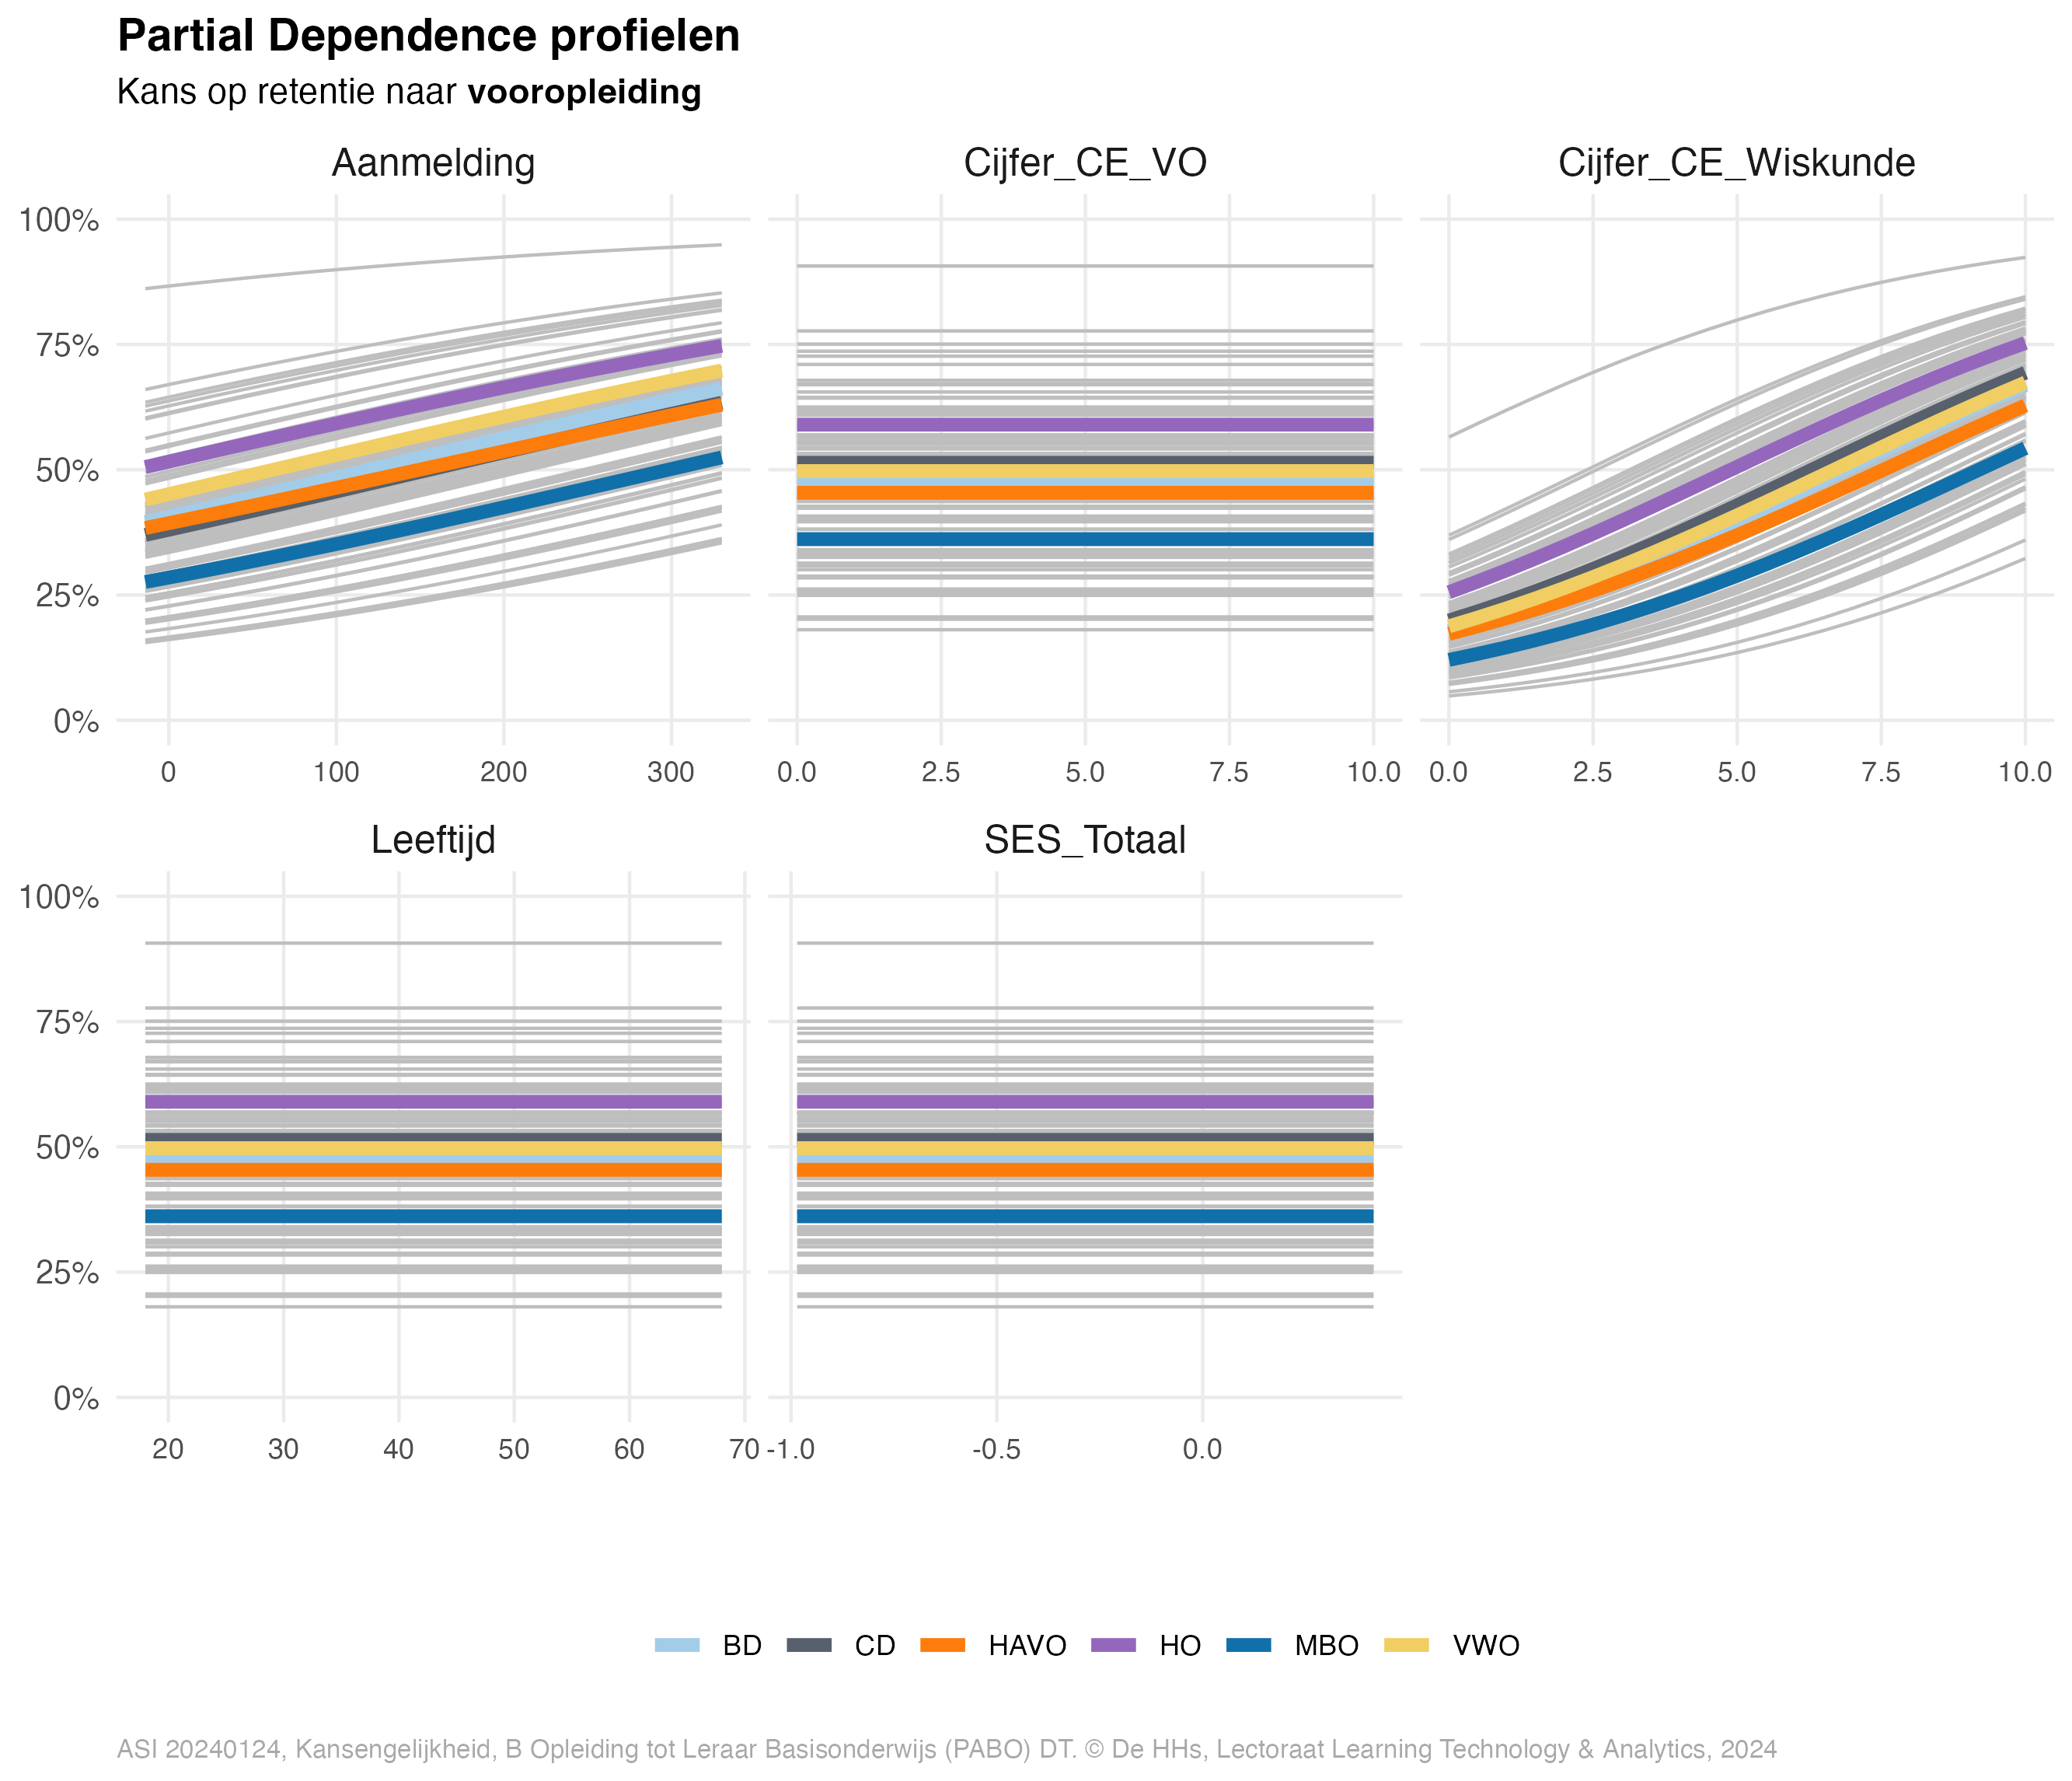 Partial Dependence profielen
Kans op retentie naar vooropleiding
Aanmelding
Cijfer_CE_VO
Cijfer_CE_Wiskunde
100%
75%
50%
25%
0%
0 100 200 300
0.0 2.5 5.0 7.5 10.0
0.0 2.5 5.0 7.5 10.0
Leeftijd
SES_Totaal
100%
75%
50%
25%
0%
20 30 40 50 60 70
-1.0 -0.5 0.0
BD CD HAVO HO MBO VWO
ASI 20240124, Kansengelijkheid, B Opleiding tot Leraar Basisonderwijs (PABO) DT. © De HHs, Lectoraat Learning Technology & Analytics, 2024